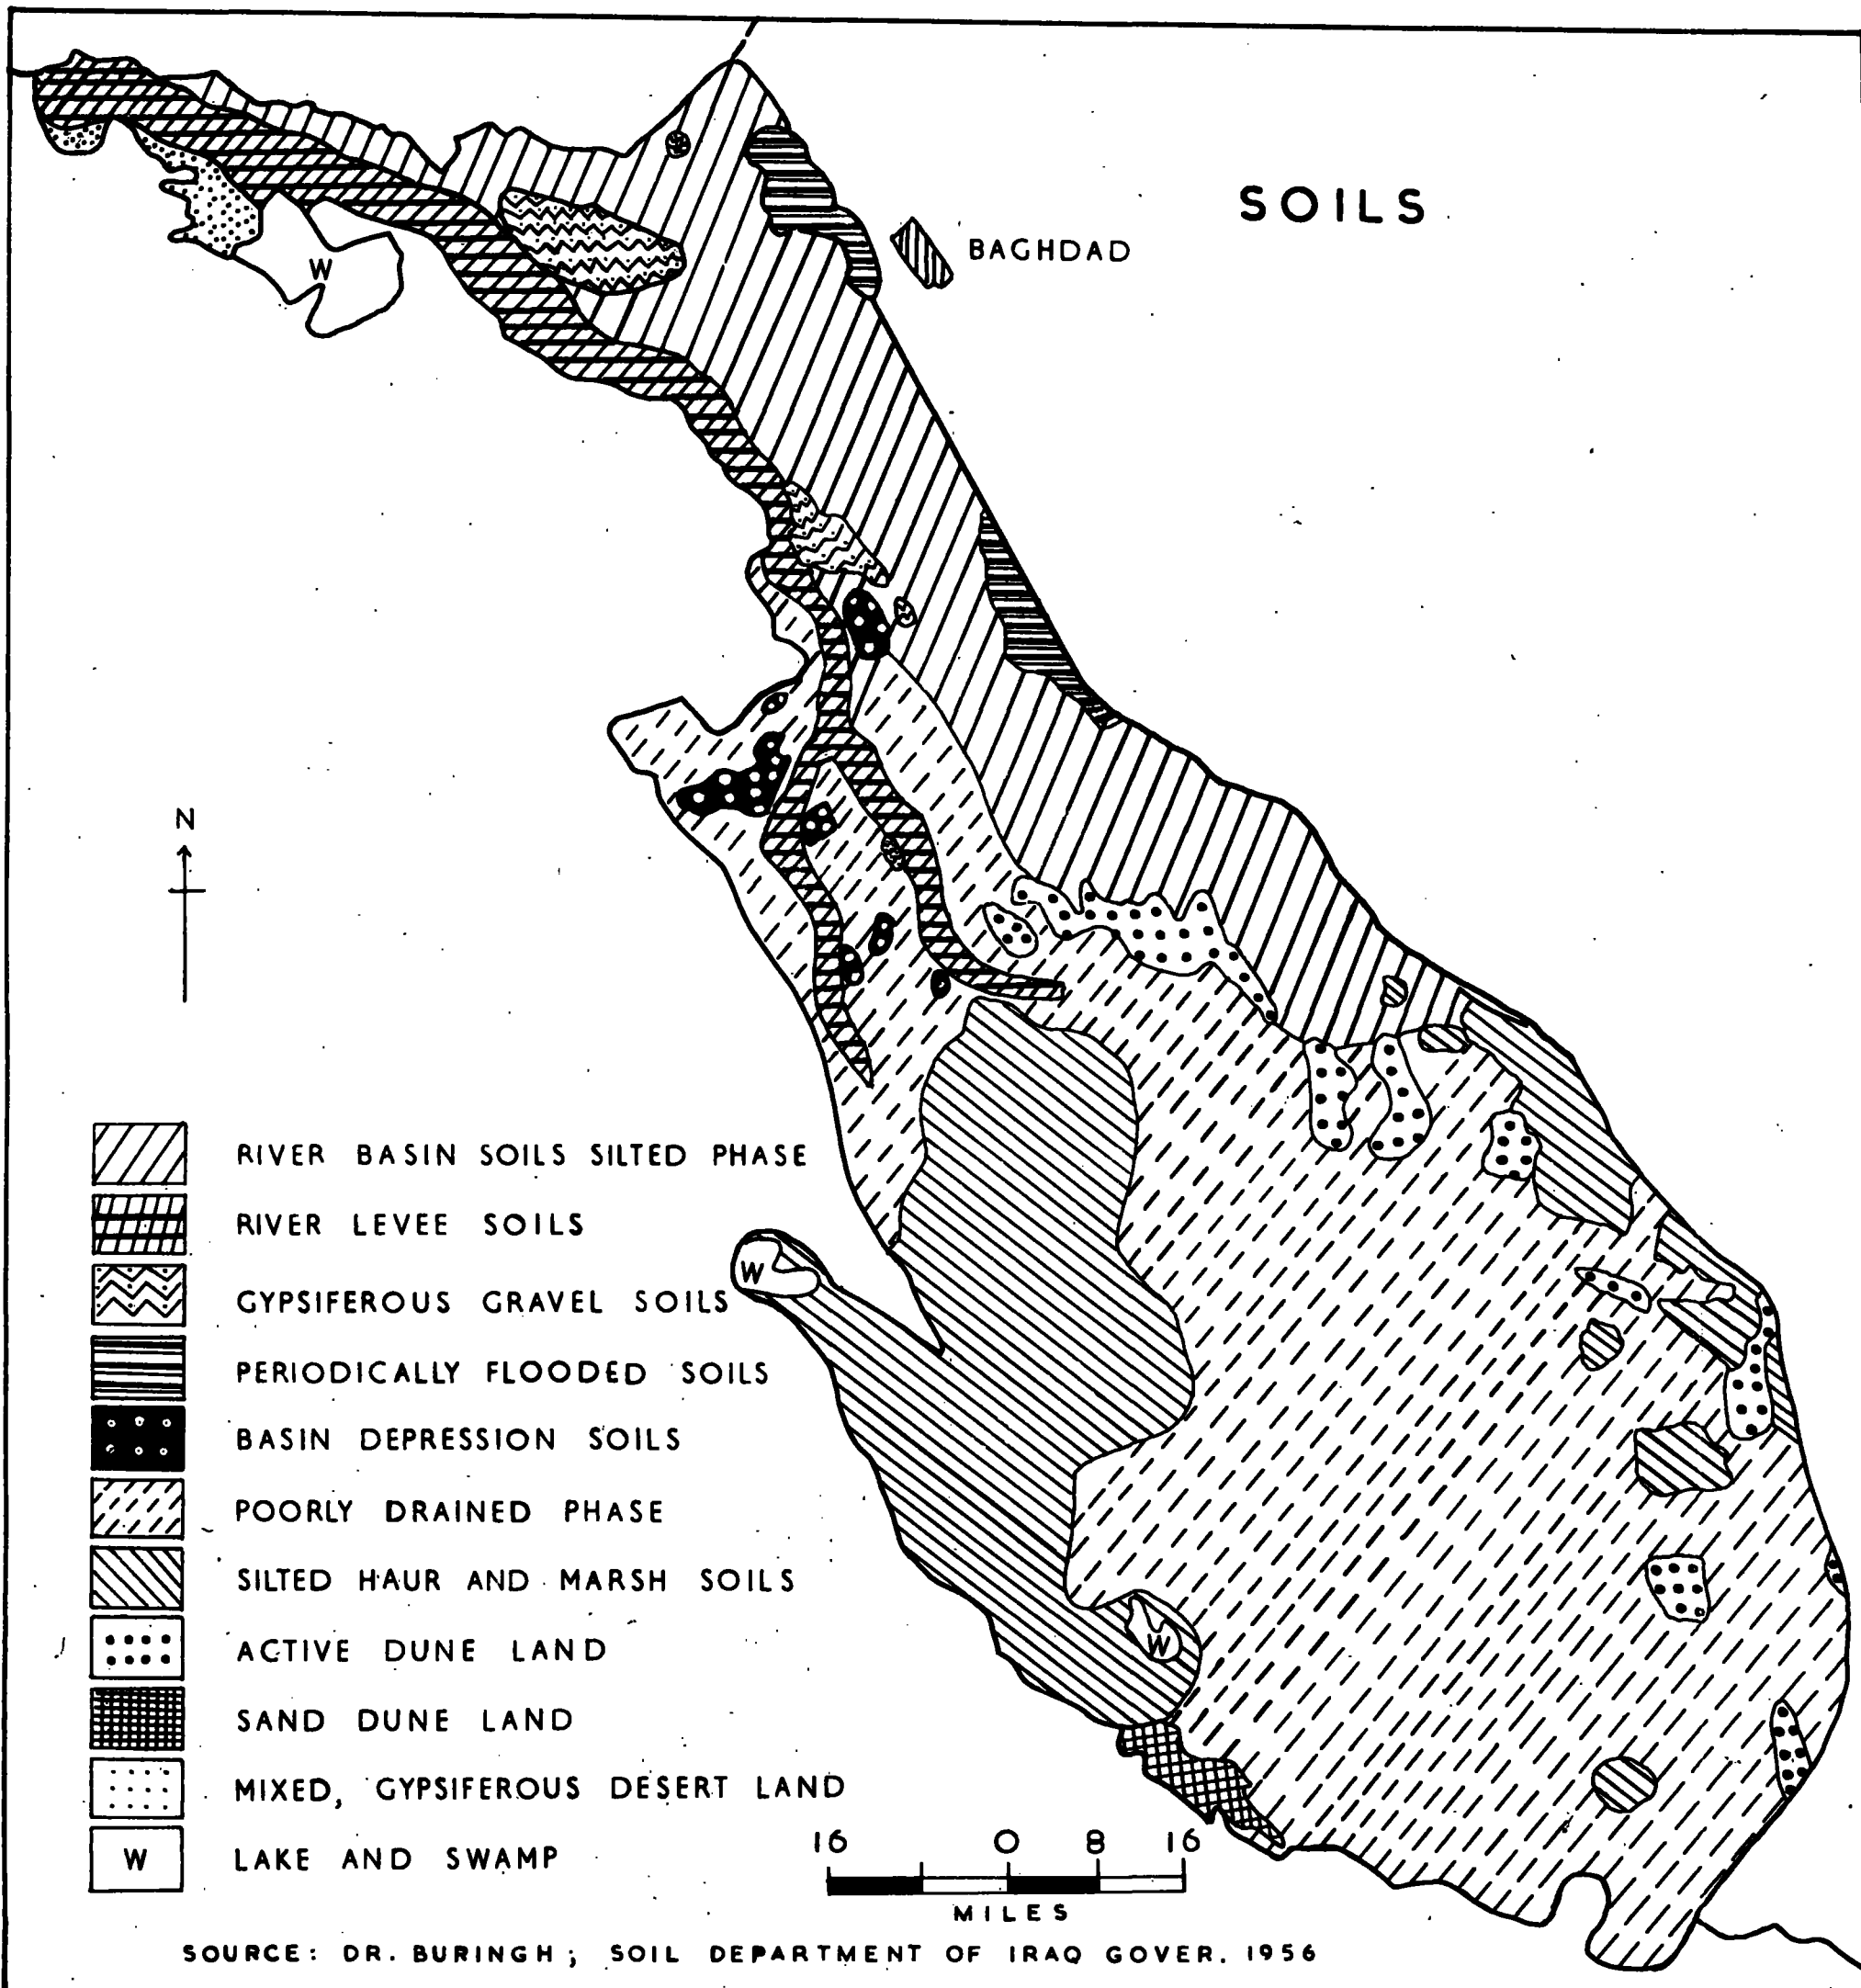 SOILS
BAGHDAD
W
N
RIVER BASIN SOILS SILTED PHASE
RIVER LEVEE SOILS
GYPSIFEROUS GRAVEL SOILS
W
PERIODICALLY FLOODED SOILS
BASIN DEPRESSION SOILS
POORLY DRAINED PHASE
SILTED HAUR AND MARSH SOILS
ACTIVE DUNE LAND
W
SAND DUNE LAND
MIXED, GYPSIFEROUS DESERT LAND
W LAKE AND SWAMP
16 0 8 16
MILES
SOURCE: DR. BURINGH; SOIL DEPARTMENT OF IRAQ GOVER. 1956